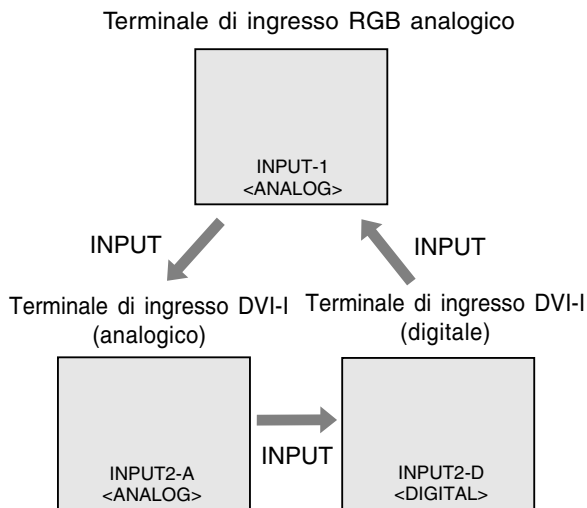 Terminale di ingresso RGB analogico
INPUT-1
<ANALOG>
INPUT
INPUT
Terminale di ingresso DVI-I
(analogico)
Terminale di ingresso DVI-I
(digitale)
INPUT
INPUT2-A
<ANALOG>
INPUT2-D
<DIGITAL>